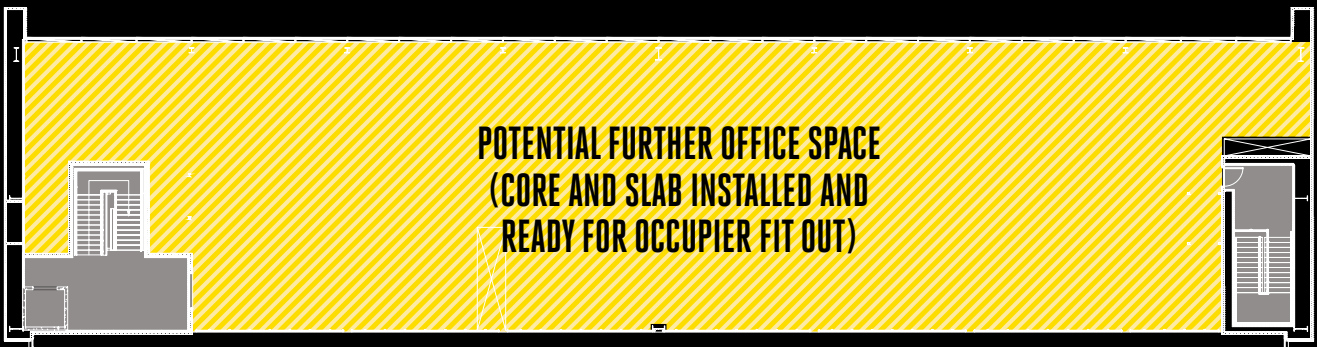 POTENTIAL FURTHER OFFICE SPACE
(CORE AND SLAB INSTALLED AND
READY FOR OCCUPIER FIT OUT)